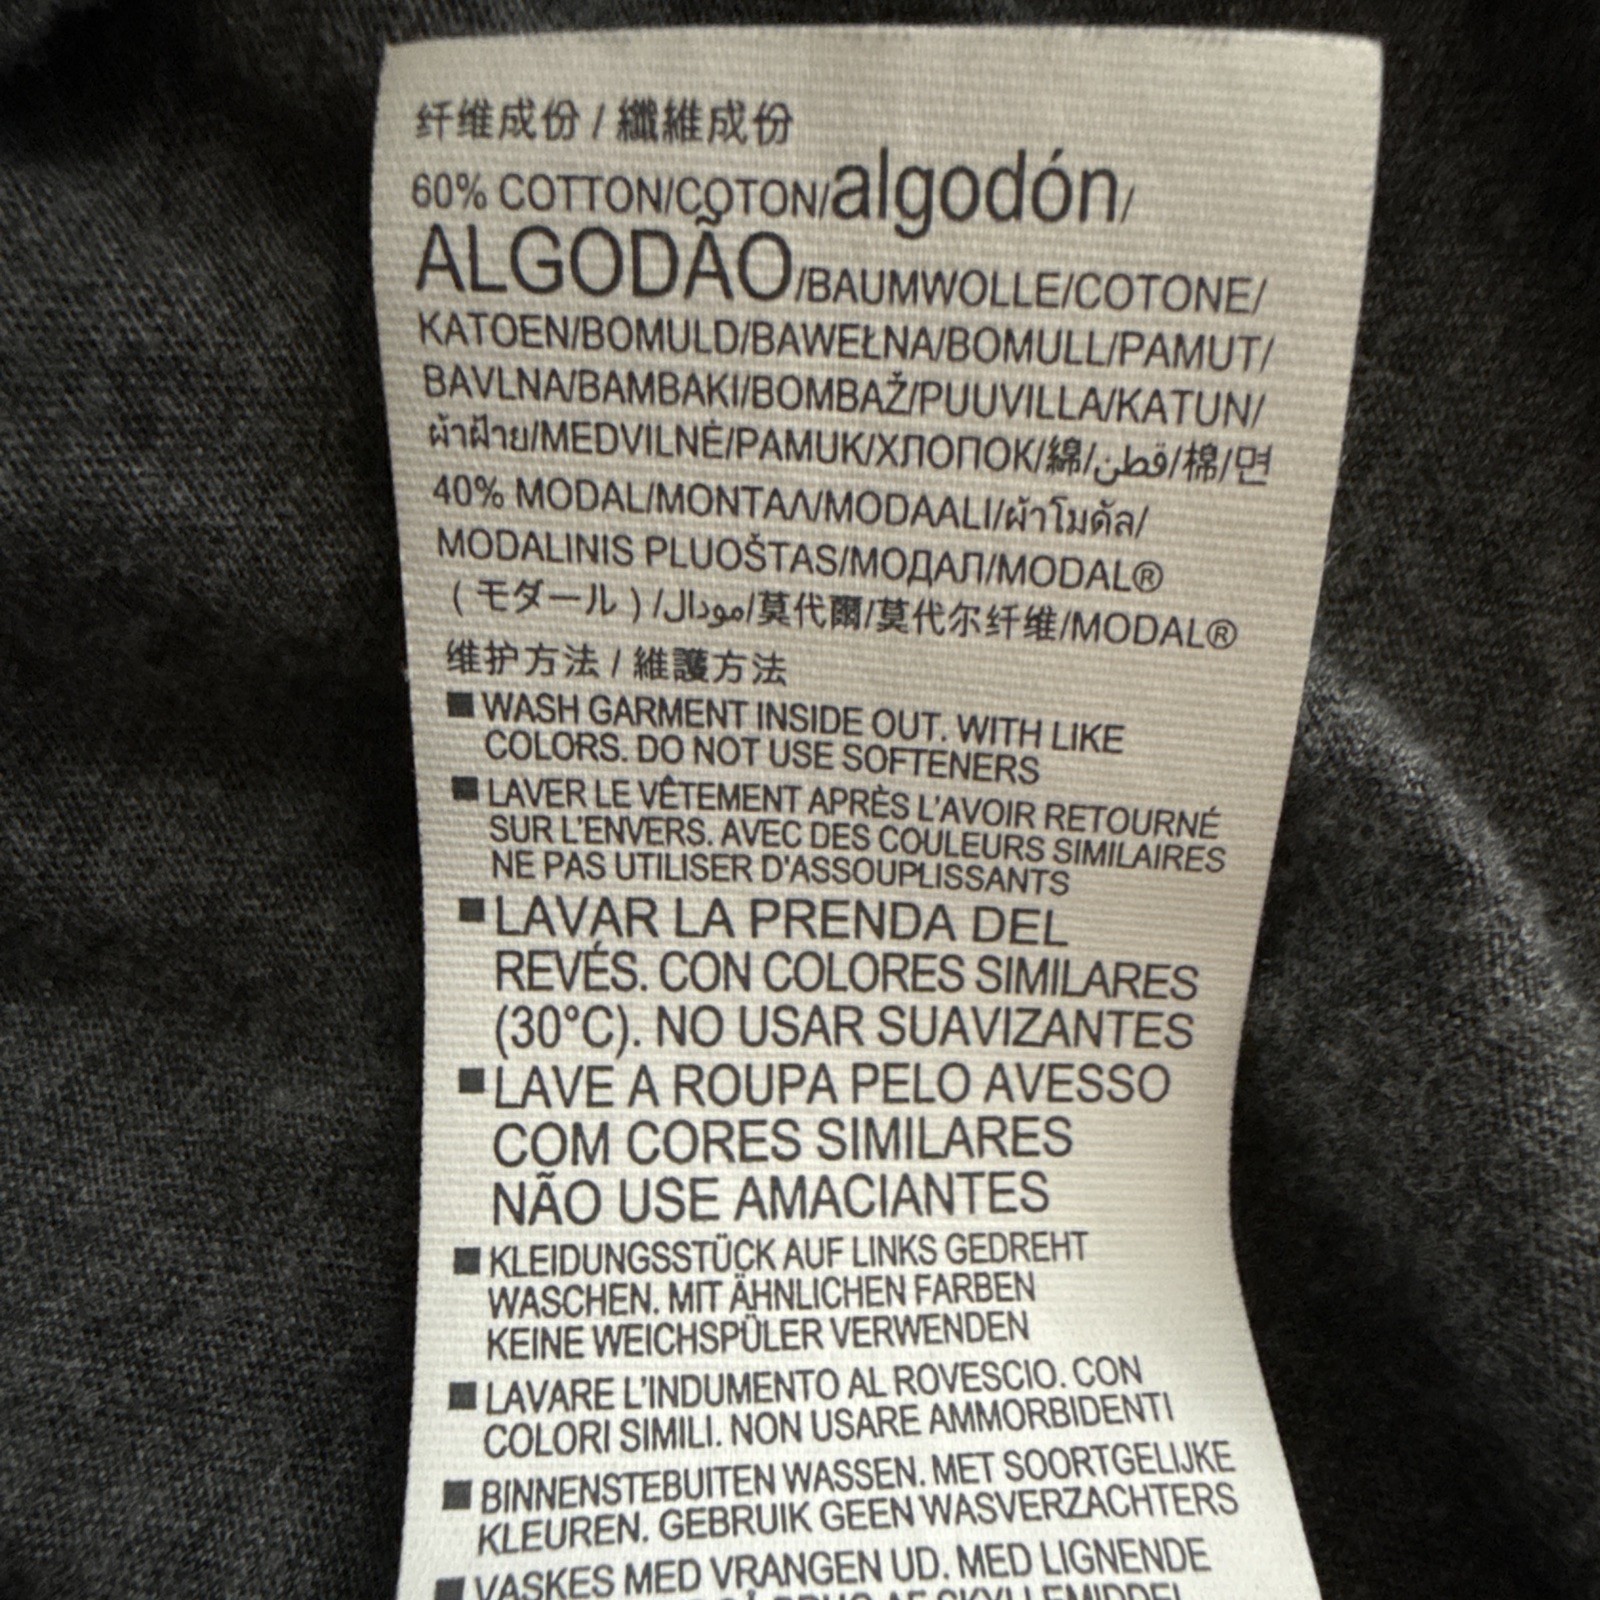 纤维成份 / 纖維成份
60% COTTON/COTON/algodón/
ALGODÃO/BAUMWOLLE/COTONE/
KATOEN/BOMULD/BAWEŁNA/BOMULL/PAMUT/
BAVLNA/BAMBAKI/BOMBAŽ/PUUVILLA/KATUN/
ผ้าฝ้าย/MEDVILNĖ/PAMUK/ХЛОПОК/綿/قطن/棉/면
40% MODAL/MONTAΛ/MODAALI/ผ้าโมดัล/
MODALINIS PLUOŠTAS/МОДАЛ/MODAL®
( モダール ) /مودال/莫代爾/莫代尔纤维/MODAL®
维护方法 / 維護方法
■ WASH GARMENT INSIDE OUT. WITH LIKE
COLORS. DO NOT USE SOFTENERS
■ LAVER LE VÊTEMENT APRÈS L'AVOIR RETOURNÉ
SUR L'ENVERS. AVEC DES COULEURS SIMILAIRES
NE PAS UTILISER D'ASSOUPLISSANTS
■ LAVAR LA PRENDA DEL
REVÉS. CON COLORES SIMILARES
(30°C). NO USAR SUAVIZANTES
■ LAVE A ROUPA PELO AVESSO
COM CORES SIMILARES
NÃO USE AMACIANTES
■ KLEIDUNGSSTÜCK AUF LINKS GEDREHT
WASCHEN. MIT ÄHNLICHEN FARBEN
KEINE WEICHSPÜLER VERWENDEN
■ LAVARE L'INDUMENTO AL ROVESCIO. CON
COLORI SIMILI. NON USARE AMMORBIDENTI
■ BINNENSTEBUITEN WASSEN. MET SOORTGELIJKE
KLEUREN. GEBRUIK GEEN WASVERZACHTERS
■ VASKES MED VRANGEN UD. MED LIGNENDE
AF SKYLLEMIDDEL